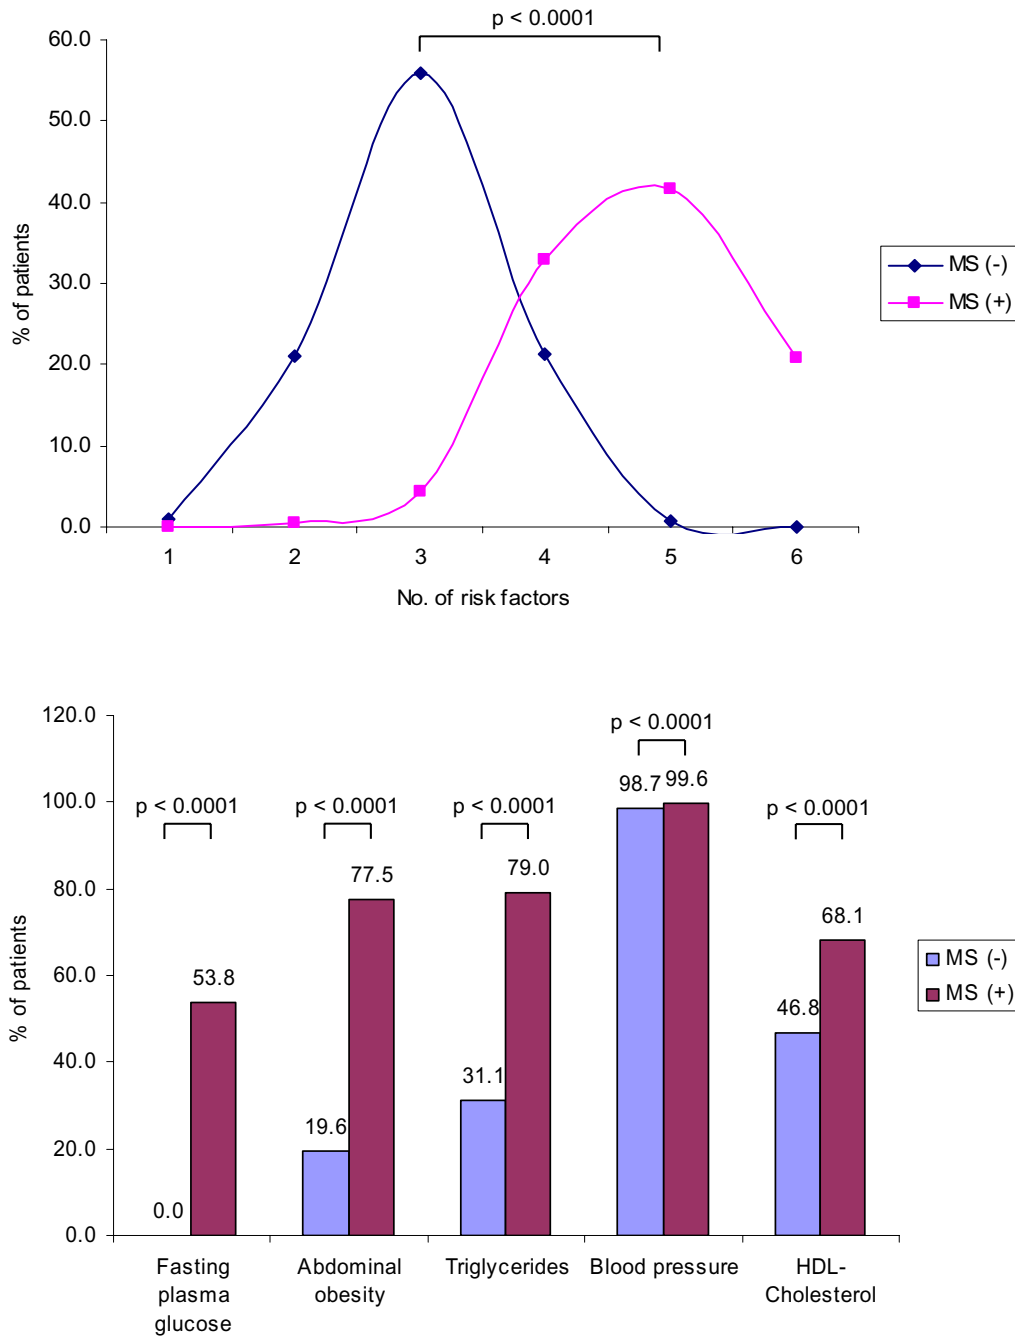 p < 0.0001
60.0
50.0
40.0
30.0
20.0
10.0
0.0
% of patients
1 2 3 4 5 6
No. of risk factors
MS (-)
MS (+)
120.0
100.0
80.0
60.0
40.0
20.0
0.0
% of patients
p < 0.0001
p < 0.0001
p < 0.0001
p < 0.0001
p < 0.0001
0.0
53.8
19.6
77.5
31.1
79.0
98.7
99.6
46.8
68.1
Fasting
plasma
glucose
Abdominal
obesity
Triglycerides
Blood pressure
HDL-
Cholesterol
MS (-)
MS (+)